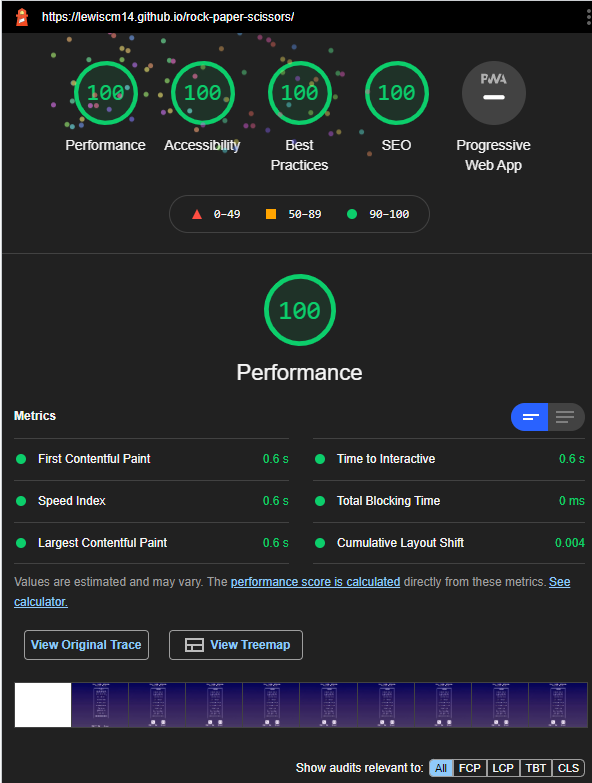 https://lewiscm14.github.io/rock-paper-scissors/
100 100 100 100 PWA
Performance Accessibility Best Practices SEO Progressive Web App
0–49 50–89 90–100
100
Performance
Metrics
First Contentful Paint 0.6 s
Time to Interactive 0.6 s
Speed Index 0.6 s
Total Blocking Time 0 ms
Largest Contentful Paint 0.6 s
Cumulative Layout Shift 0.004
Values are estimated and may vary. The performance score is calculated directly from these metrics. See
calculator.
View Original Trace View Treemap
Show audits relevant to: All FCP LCP TBT CLS